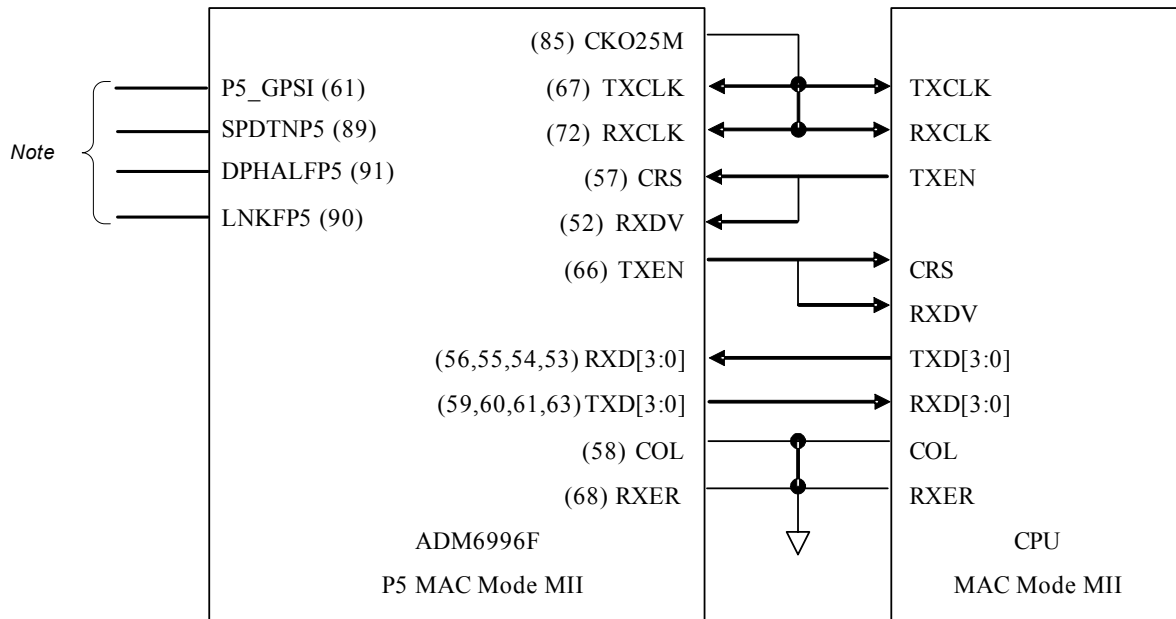 Note
P5_GPSI (61)
SPDTNP5 (89)
DPHALFP5 (91)
LNKFP5 (90)
(85) CKO25M
(67) TXCLK
(72) RXCLK
(57) CRS
(52) RXDV
(66) TXEN
(56,55,54,53) RXD[3:0]
(59,60,61,63) TXD[3:0]
(58) COL
(68) RXER
ADM6996F
P5 MAC Mode MII
TXCLK
RXCLK
TXEN
CRS
RXDV
TXD[3:0]
RXD[3:0]
COL
RXER
CPU
MAC Mode MII